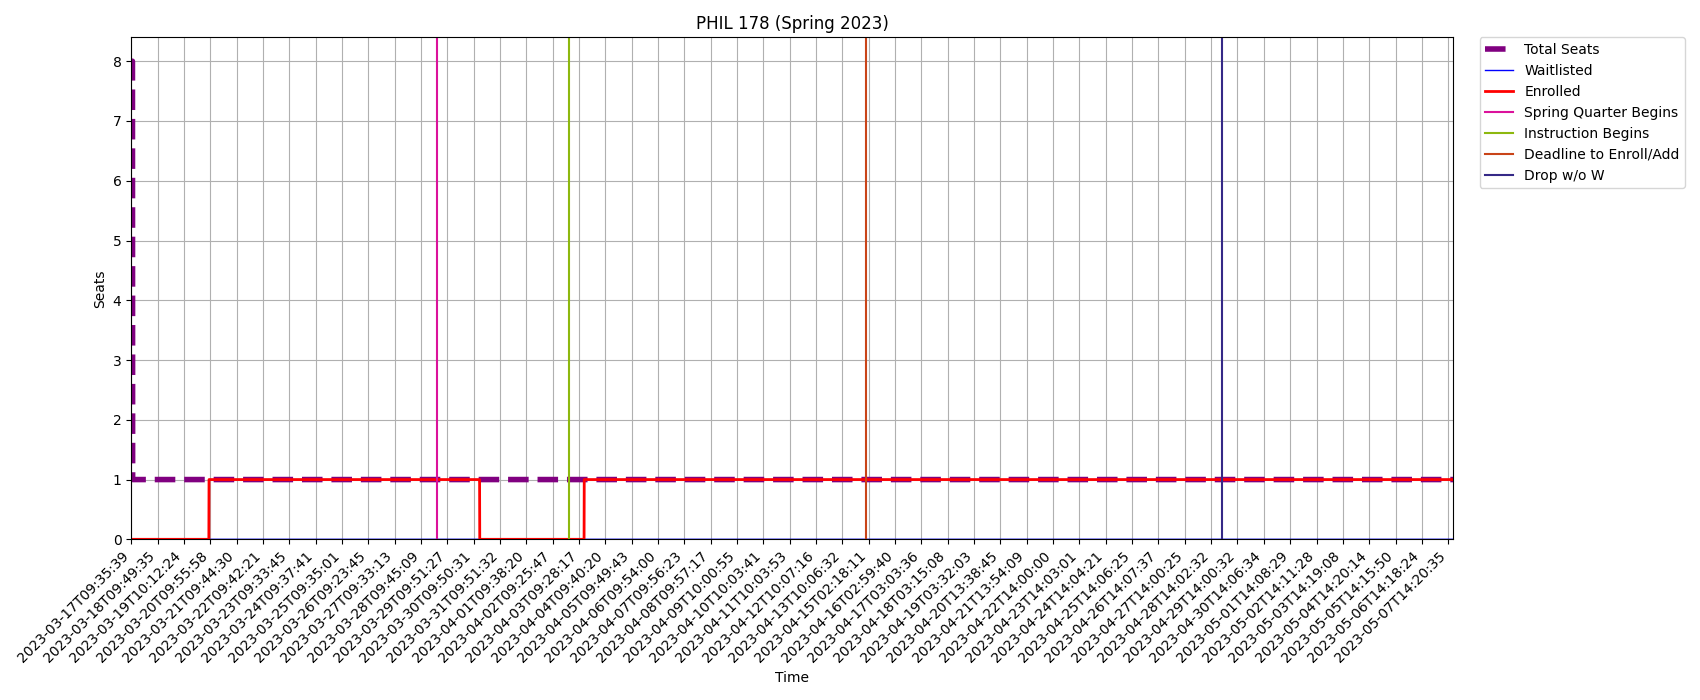 PHIL 178 (Spring 2023)
Seats
8
7
6
5
4
3
2
1
0
2023-03-17T09:35:39
2023-03-18T09:49:35
2023-03-19T10:12:24
2023-03-20T09:55:58
2023-03-21T09:44:30
2023-03-22T09:42:21
2023-03-23T09:33:45
2023-03-24T09:37:41
2023-03-25T09:35:01
2023-03-26T09:23:45
2023-03-27T09:33:13
2023-03-28T09:45:09
2023-03-29T09:51:27
2023-03-30T09:50:31
2023-03-31T09:51:32
2023-04-01T09:38:20
2023-04-02T09:25:47
2023-04-03T09:28:17
2023-04-04T09:40:20
2023-04-05T09:49:43
2023-04-06T09:54:00
2023-04-07T09:56:23
2023-04-08T09:57:17
2023-04-09T10:00:55
2023-04-10T10:03:41
2023-04-11T10:03:53
2023-04-12T10:07:16
2023-04-13T10:06:32
2023-04-15T02:18:11
2023-04-16T02:59:40
2023-04-17T03:03:36
2023-04-18T03:15:08
2023-04-19T03:32:03
2023-04-20T13:38:45
2023-04-21T13:54:09
2023-04-22T14:00:00
2023-04-23T14:03:01
2023-04-24T14:04:21
2023-04-25T14:06:25
2023-04-26T14:07:37
2023-04-27T14:00:25
2023-04-28T14:02:32
2023-04-29T14:00:32
2023-04-30T14:06:34
2023-05-01T14:08:29
2023-05-02T14:11:28
2023-05-03T14:19:08
2023-05-04T14:20:14
2023-05-05T14:15:50
2023-05-06T14:18:24
2023-05-07T14:20:35
Time
Total Seats
Waitlisted
Enrolled
Spring Quarter Begins
Instruction Begins
Deadline to Enroll/Add
Drop w/o W